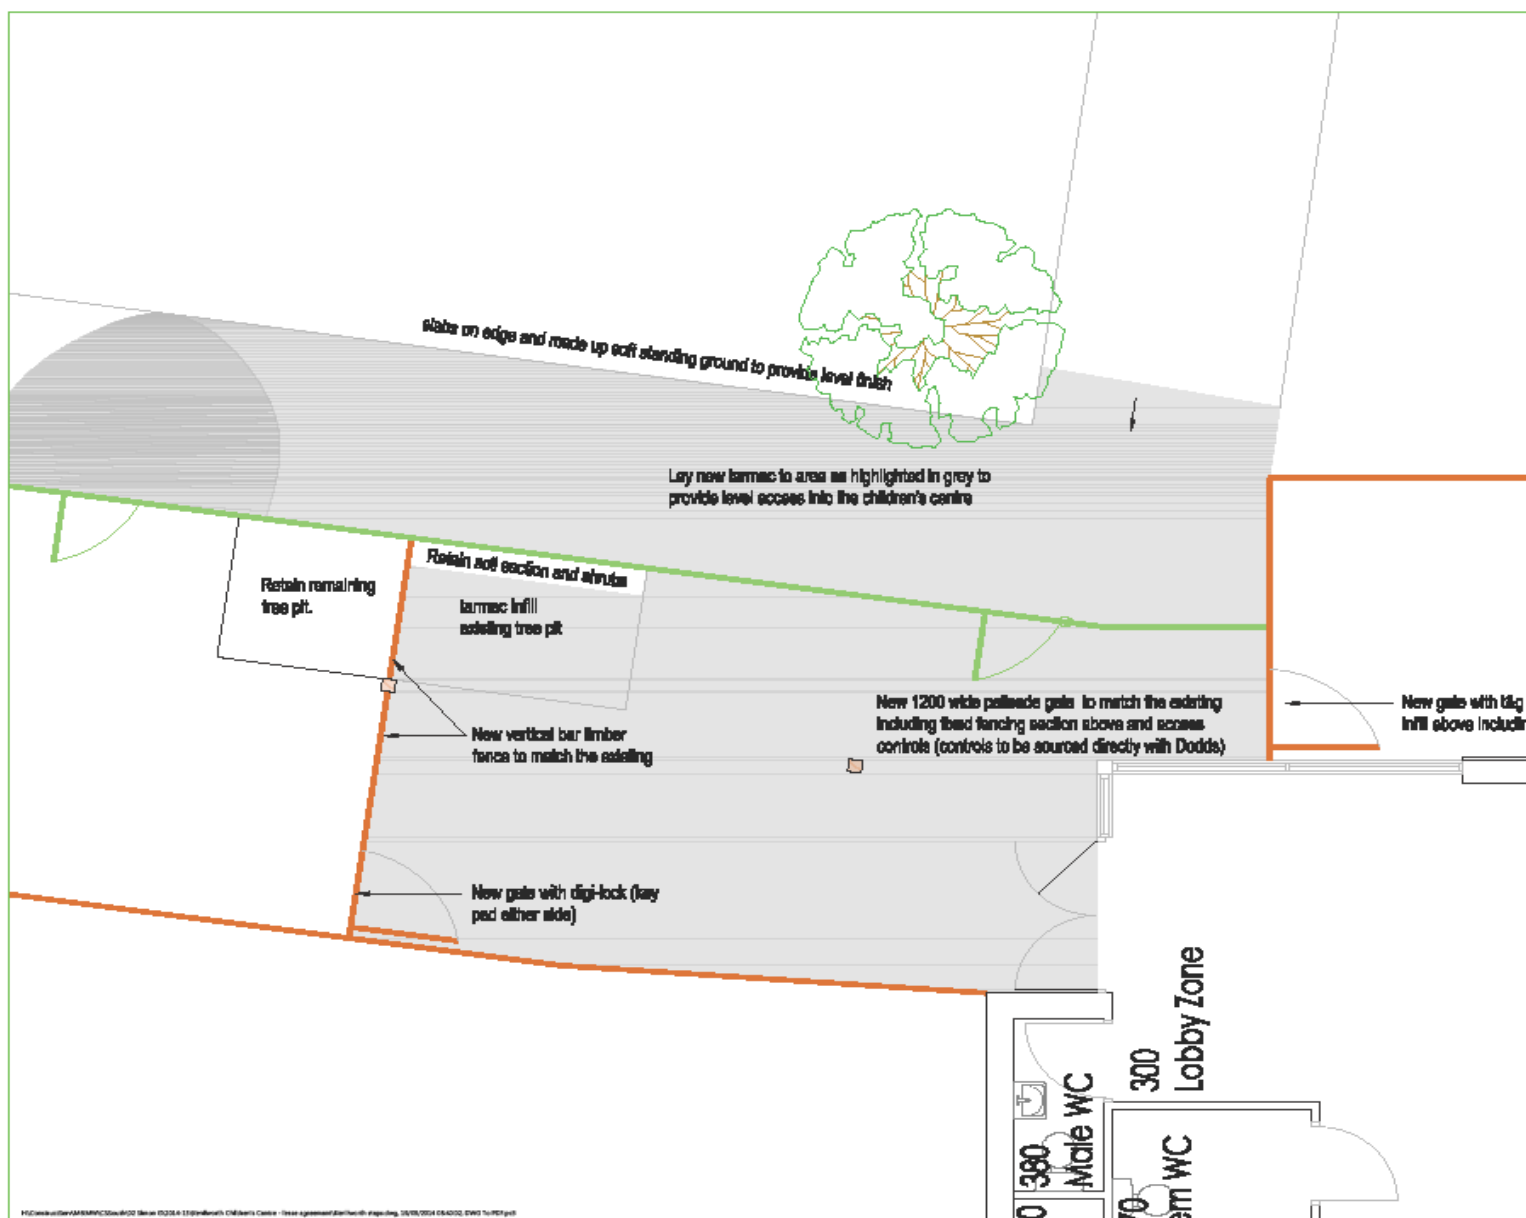 slabs on edge and made up soft standing ground to provide level finish
Lay new tarmac to area as highlighted in grey to
provide level access into the children's centre
Retain soft section and shrubs
Retain remaining
tree pit.
tarmac infill
existing tree pit
New 1200 wide palisade gate to match the existing
including fixed fencing section above and access
controls (controls to be sourced directly with Dodds)
New gate with
infill above includin
New vertical bar timber
fence to match the existing
New gate with digi-lock (key
pad either side)
300
Lobby Zone
380
Male WC
70
em WC
0